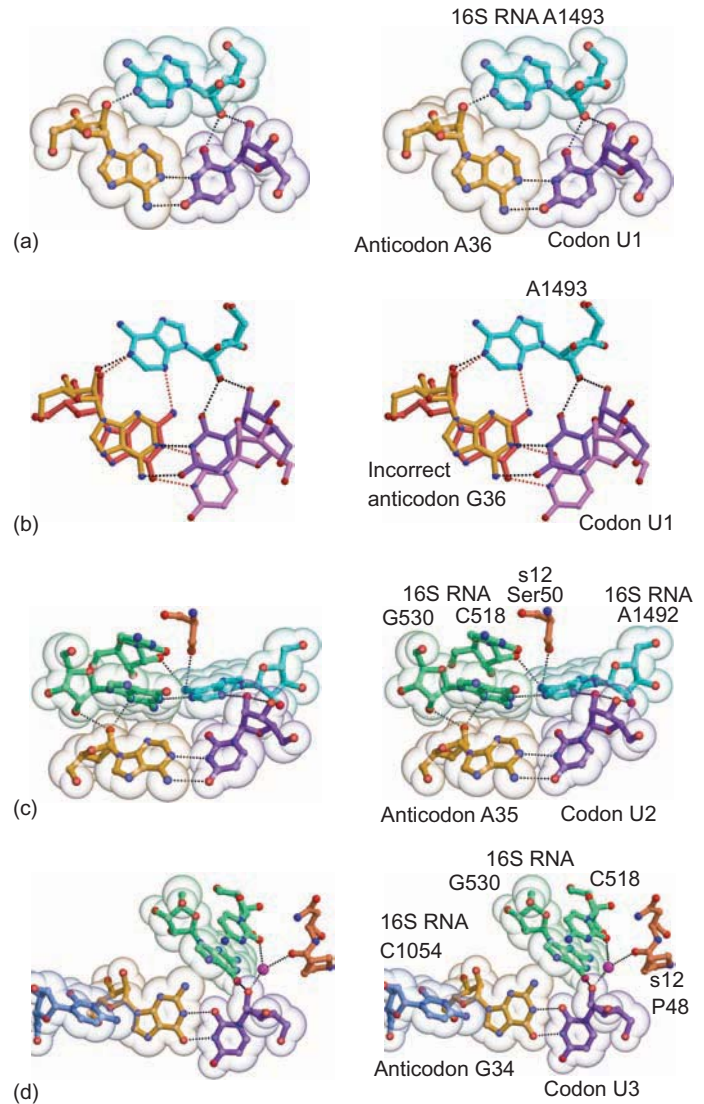 16S RNA A1493
Anticodon A36 Codon U1
(a)
A1493
Incorrect
anticodon G36
Codon U1
(b)
s12
16S RNA Ser50 16S RNA
G530 C518 A1492
Anticodon A35 Codon U2
(c)
16S RNA
G530 C518
16S RNA
C1054
s12
P48
Anticodon G34
Codon U3
(d)